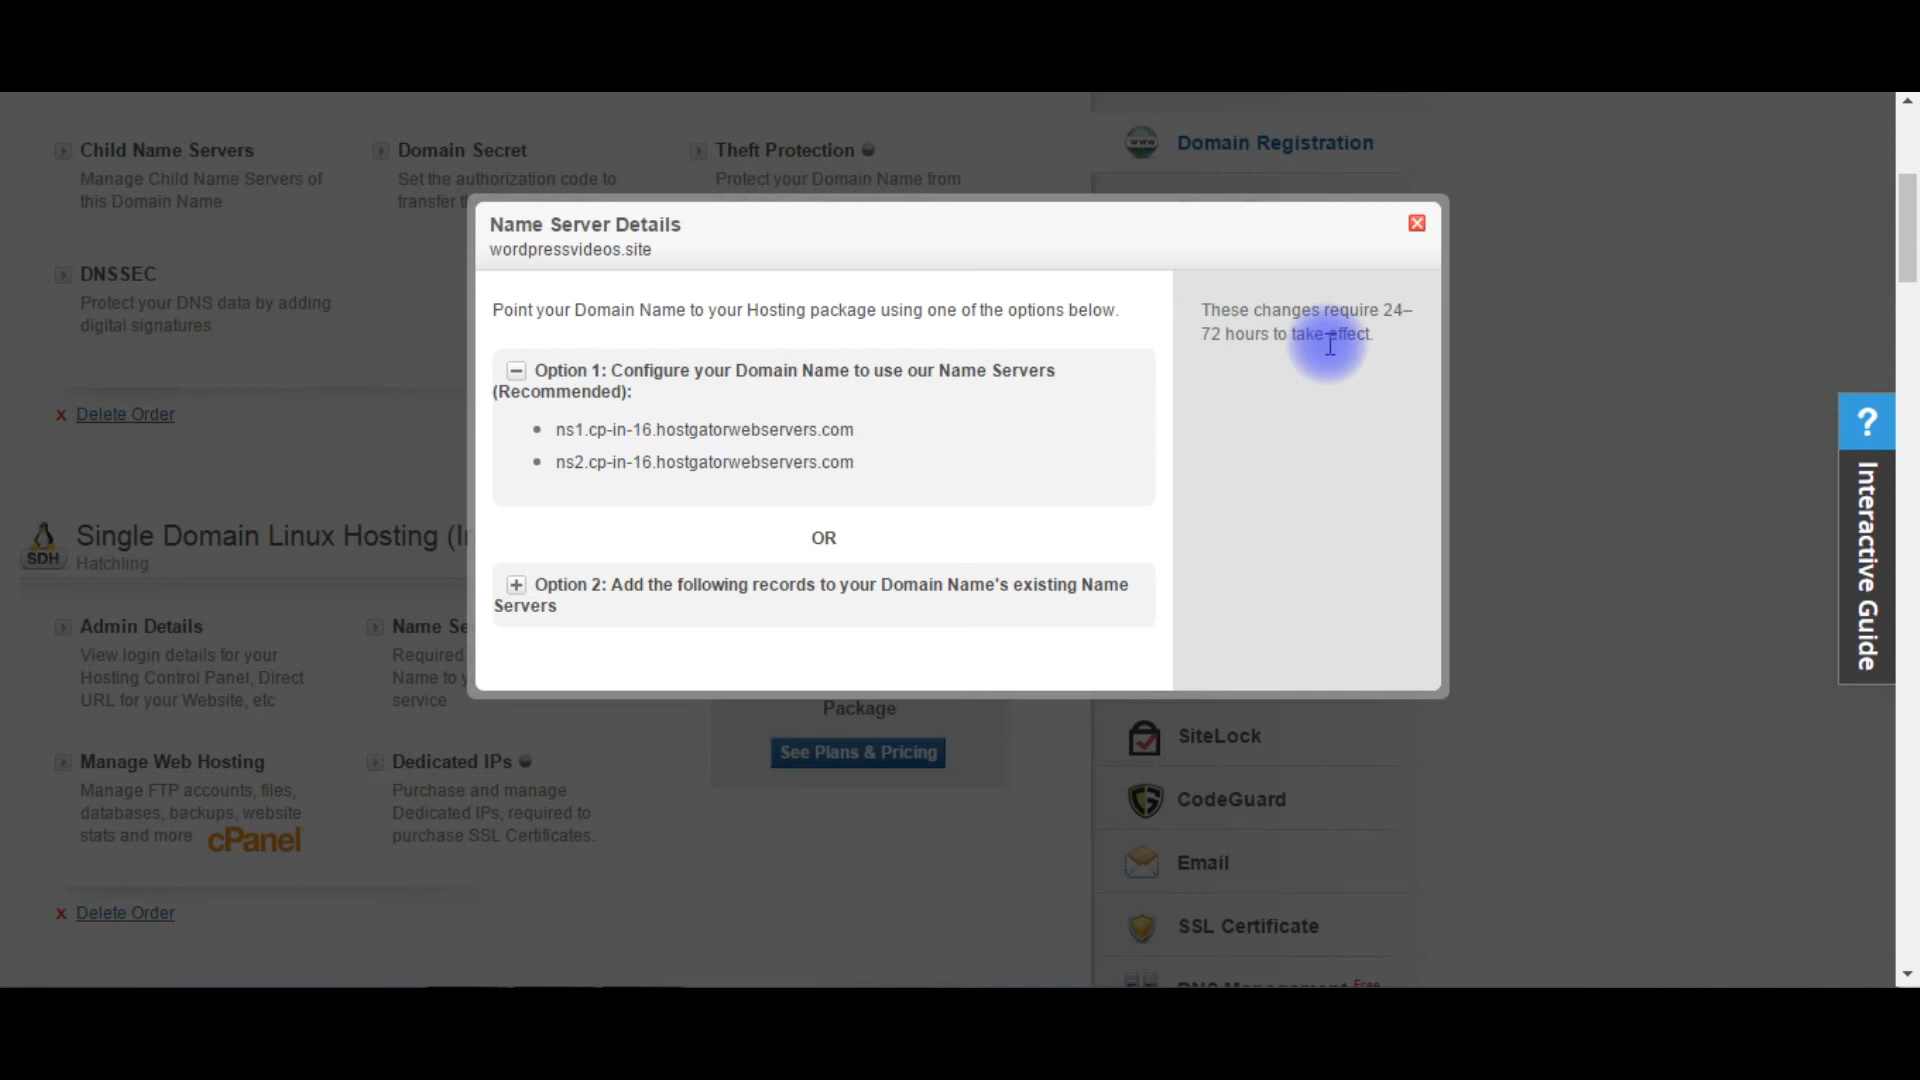 Child Name Servers
Manage Child Name Servers of
this Domain Name
Domain Secret
Set the authorization code to
transfer
Theft Protection
Protect your Domain Name from
www
Domain Registration
DNSSEC
Protect your DNS data by adding
digital signatures
x Delete Order
Name Server Details
wordpressvideos.site
Point your Domain Name to your Hosting package using one of the options below.
Option 1: Configure your Domain Name to use our Name Servers
(Recommended):
ns1.cp-in-16.hostgatorwebservers.com
ns2.cp-in-16.hostgatorwebservers.com
OR
Option 2: Add the following records to your Domain Name's existing Name
Servers
These changes require 24–
72 hours to take effect.
?
Interactive Guide
SDH
Single Domain Linux Hosting
Hatchling
Admin Details
View login details for your
Hosting Control Panel, Direct
URL for your Website, etc
Name
Required
Name to
service
Manage Web Hosting
Manage FTP accounts, files,
databases, backups, website
stats and more cPanel
Dedicated IPs
Purchase and manage
Dedicated IPs, required to
purchase SSL Certificates.
x Delete Order
Package
See Plans & Pricing
SiteLock
CodeGuard
Email
SSL Certificate
DNS Management Free